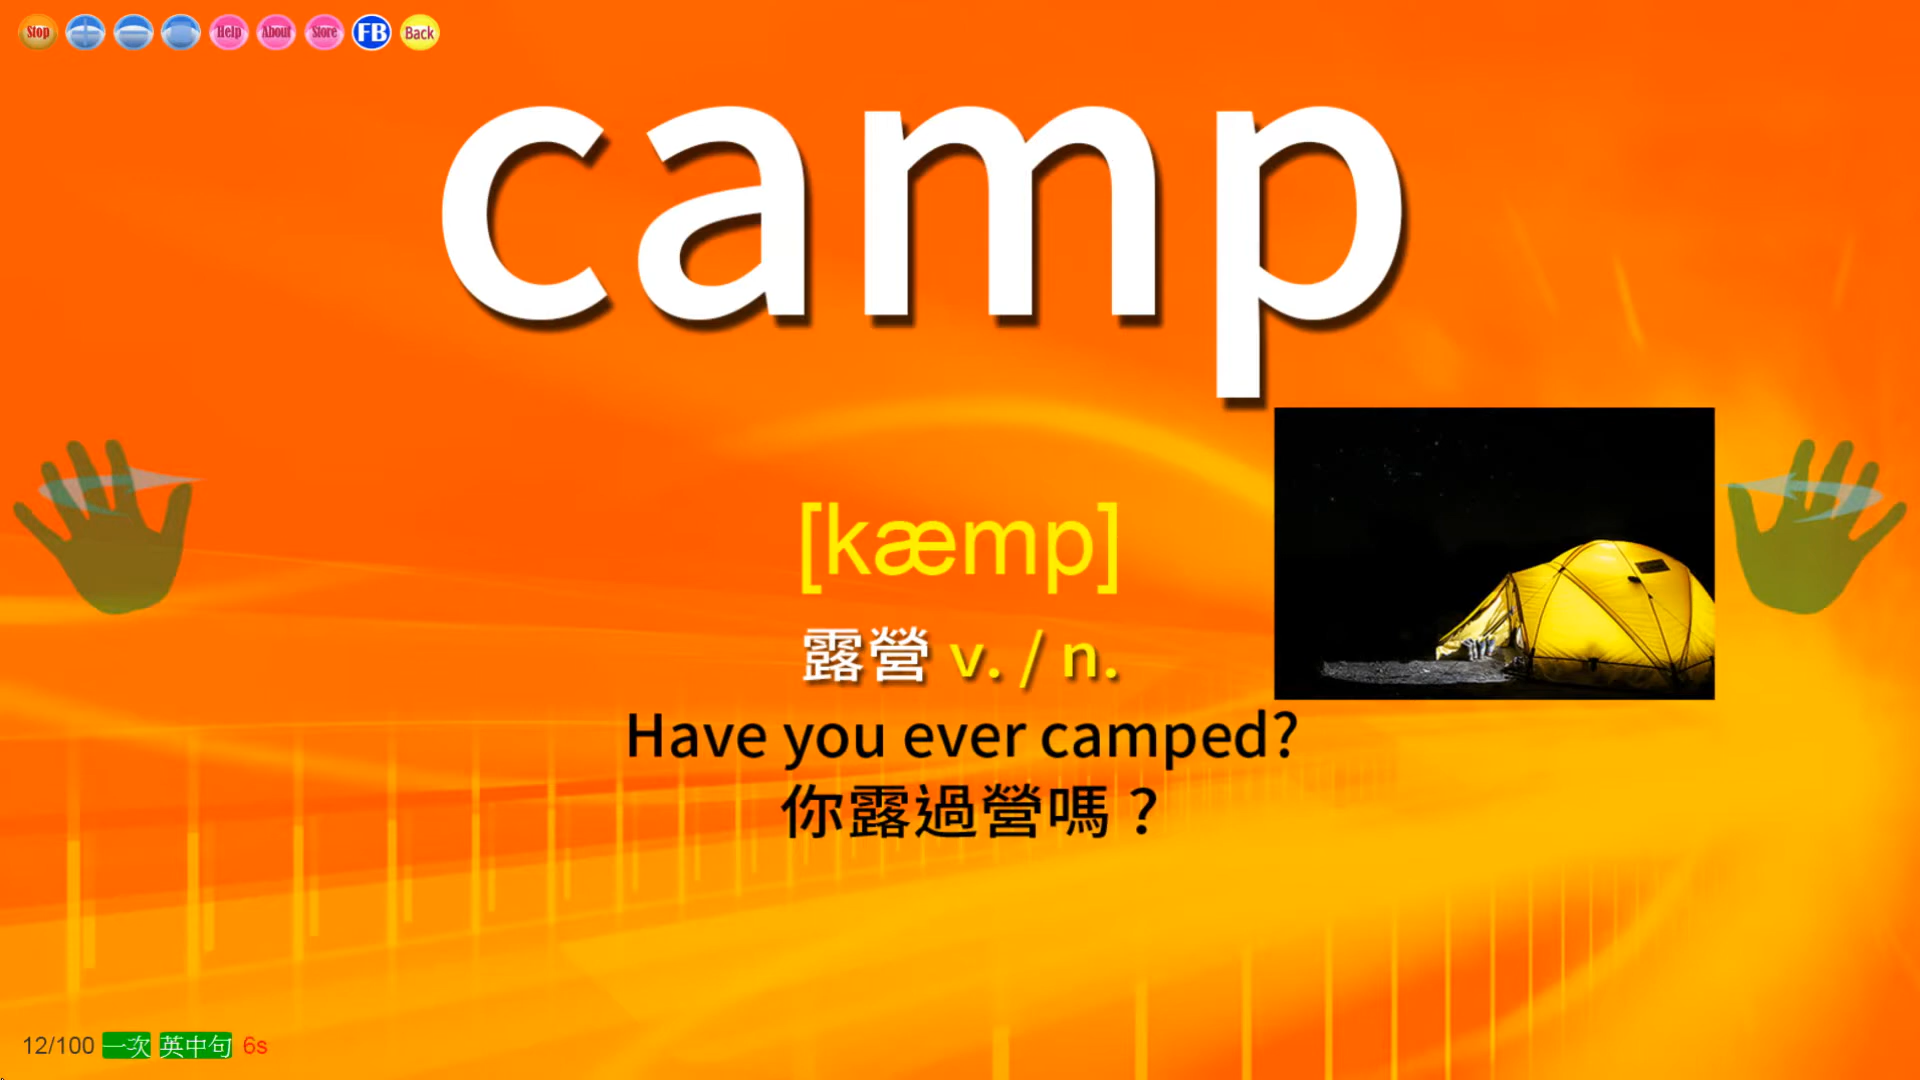 Stop Help About Store FB Back
camp
[kæmp]
露營 v. / n.
Have you ever camped?
你露過營嗎？
12/100 一次 英中句 6s